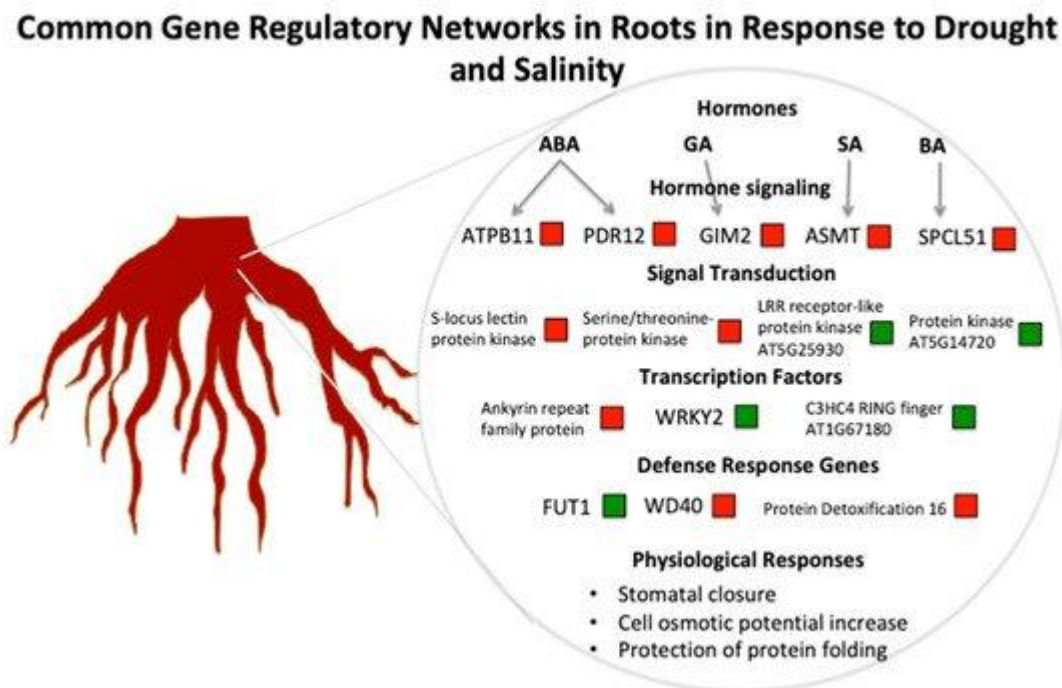 Common Gene Regulatory Networks in Roots in Response to Drought
and Salinity
Hormones
ABA GA SA BA
Hormone signaling
ATPB11 PDR12 GIM2 ASMT SPCL51
Signal Transduction
S-locus lectin
protein kinase
Serine/threonine-
protein kinase
LRR receptor-like
protein kinase
AT5G25930
Protein kinase
AT5G14720
Transcription Factors
Ankyrin repeat
family protein
WRKY2
C3HC4 RING finger
AT1G67180
Defense Response Genes
FUT1 WD40 Protein Detoxification 16
Physiological Responses
• Stomatal closure
• Cell osmotic potential increase
• Protection of protein folding